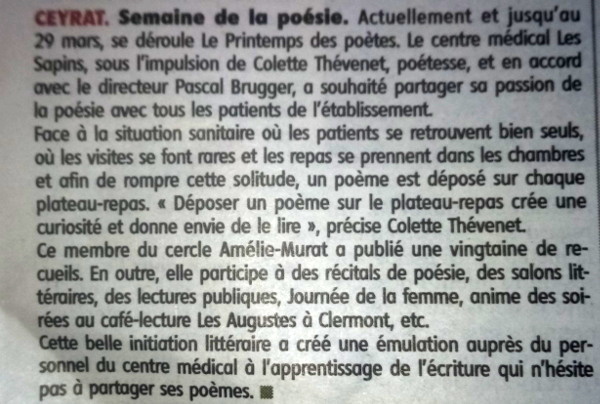 CEYRAT. Semaine de la poésie. Actuellement et jusqu'au
29 mars, se déroule Le Printemps des poètes. Le centre médical Les
Sapins, sous l'impulsion de Colette Thévenet, poétesse, et en accord
avec le directeur Pascal Brugger, a souhaité partager sa passion de
la poésie avec tous les patients de l'établissement.
Face à la situation sanitaire où les patients se retrouvent bien seuls,
où les visites se font rares et les repas se prennent dans les chambres
et afin de rompre cette solitude, un poème est déposé sur chaque
plateau-repas. « Déposer un poème sur le plateau-repas crée une
curiosité et donne envie de le lire », précise Colette Thévenet.
Ce membre du cercle Amélie-Murat a publié une vingtaine de re-
cueils. En outre, elle participe à des récitals de poésie, des salons lit-
téraires, des lectures publiques, Journée de la femme, anime des soi-
rées au café-lecture Les Augustes à Clermont, etc.
Cette belle initiation littéraire a créé une émulation auprès du per-
sonnel du centre médical à l'apprentissage de l'écriture qui n'hésite
pas à partager ses poèmes. ■